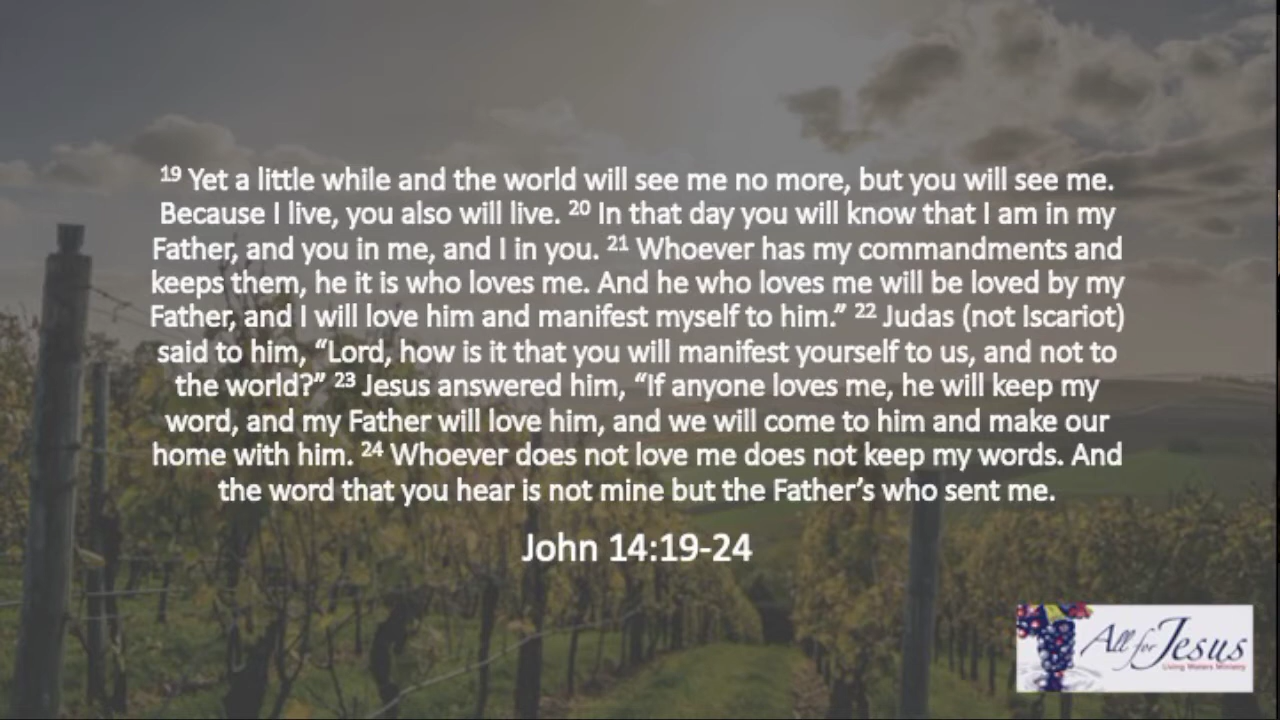 ¹⁹ Yet a little while and the world will see me no more, but you will see me.
Because I live, you also will live. ²⁰ In that day you will know that I am in my
Father, and you in me, and I in you. ²¹ Whoever has my commandments and
keeps them, he it is who loves me. And he who loves me will be loved by my
Father, and I will love him and manifest myself to him.” ²² Judas (not Iscariot)
said to him, “Lord, how is it that you will manifest yourself to us, and not to
the world?” ²³ Jesus answered him, “If anyone loves me, he will keep my
word, and my Father will love him, and we will come to him and make our
home with him. ²⁴ Whoever does not love me does not keep my words. And
the word that you hear is not mine but the Father’s who sent me.
John 14:19-24
All for Jesus
Living Waters Ministry